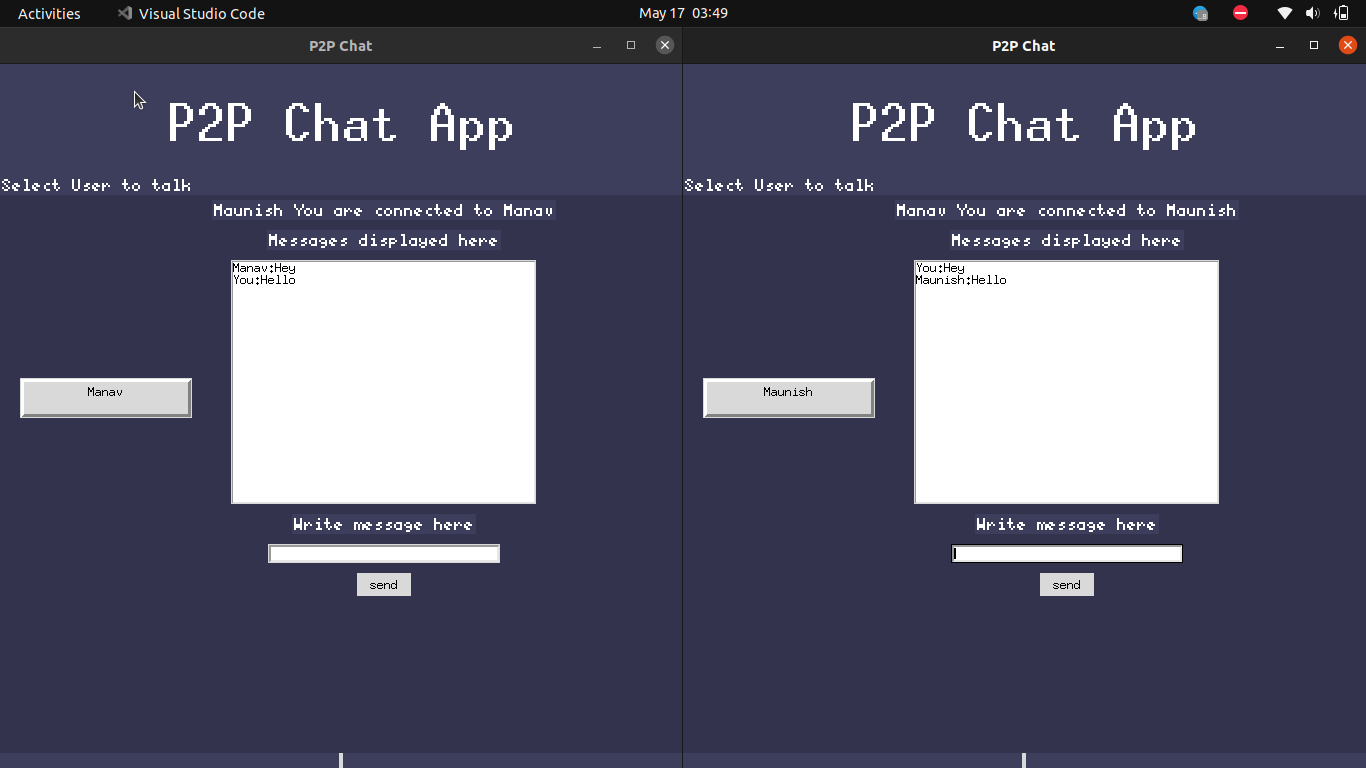 Activities Visual Studio Code May 17 03:49
P2P Chat
P2P Chat App
Select User to talk
Maunish You are connected to Manav
Messages displayed here
Manav:Hey
You:Hello
Manav
Write message here
send
P2P Chat
P2P Chat App
Select User to talk
Manav You are connected to Maunish
Messages displayed here
You:Hey
Maunish:Hello
Maunish
Write message here
send